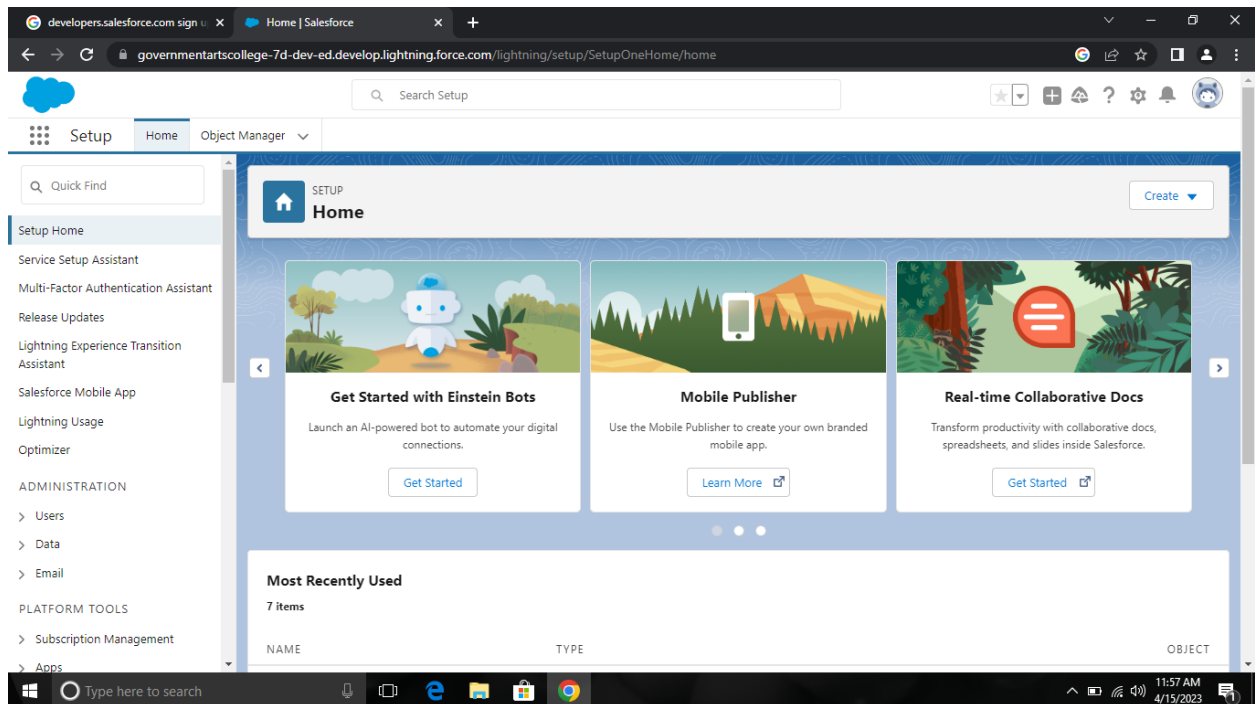 developers.salesforce.com sign u
Home | Salesforce
governmentartscollege-7d-dev-ed.develop.lightning.force.com/lightning/setup/SetupOneHome/home
Search Setup
Setup
Home
Object Manager
Quick Find
Setup Home
Service Setup Assistant
Multi-Factor Authentication Assistant
Release Updates
Lightning Experience Transition
Assistant
Salesforce Mobile App
Lightning Usage
Optimizer
ADMINISTRATION
Users
Data
Email
PLATFORM TOOLS
Subscription Management
Apps
SETUP
Home
Create
Get Started with Einstein Bots
Launch an AI-powered bot to automate your digital
connections.
Get Started
Mobile Publisher
Use the Mobile Publisher to create your own branded
mobile app.
Learn More
Real-time Collaborative Docs
Transform productivity with collaborative docs,
spreadsheets, and slides inside Salesforce.
Get Started
Most Recently Used
7 items
NAME TYPE OBJECT
Type here to search
11:57 AM
4/15/2023
1